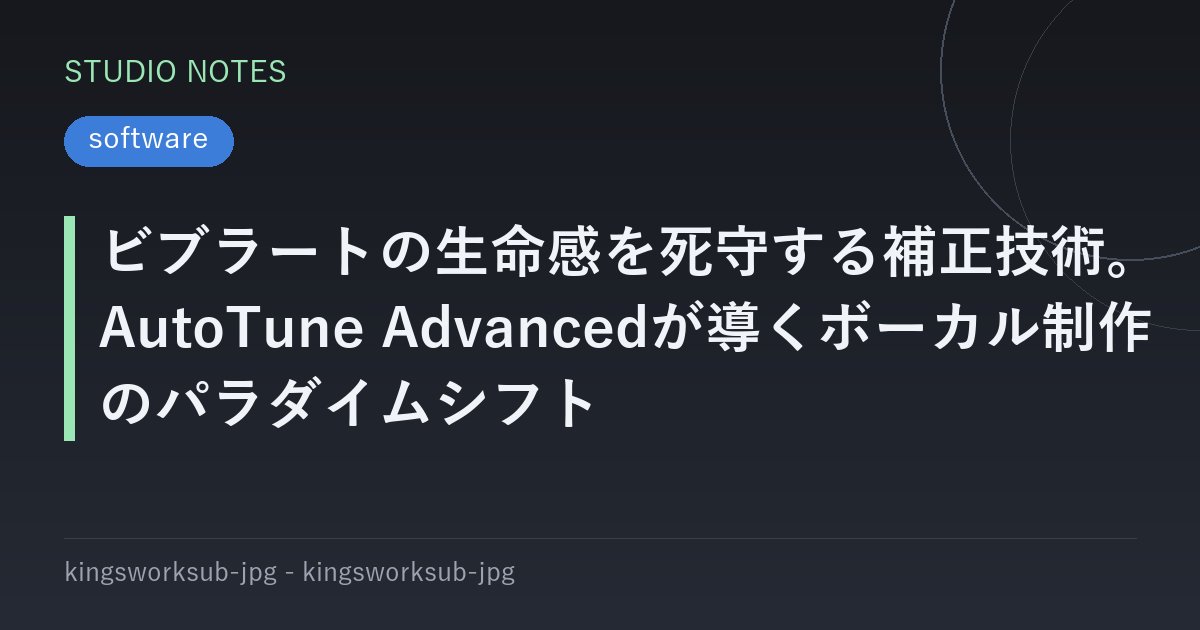 STUDIO NOTES
software
ビブラートの生命感を死守する補正技術。
AutoTune Advancedが導くボーカル制作
のパラダイムシフト
kingsworksub-jpg - kingsworksub-jpg